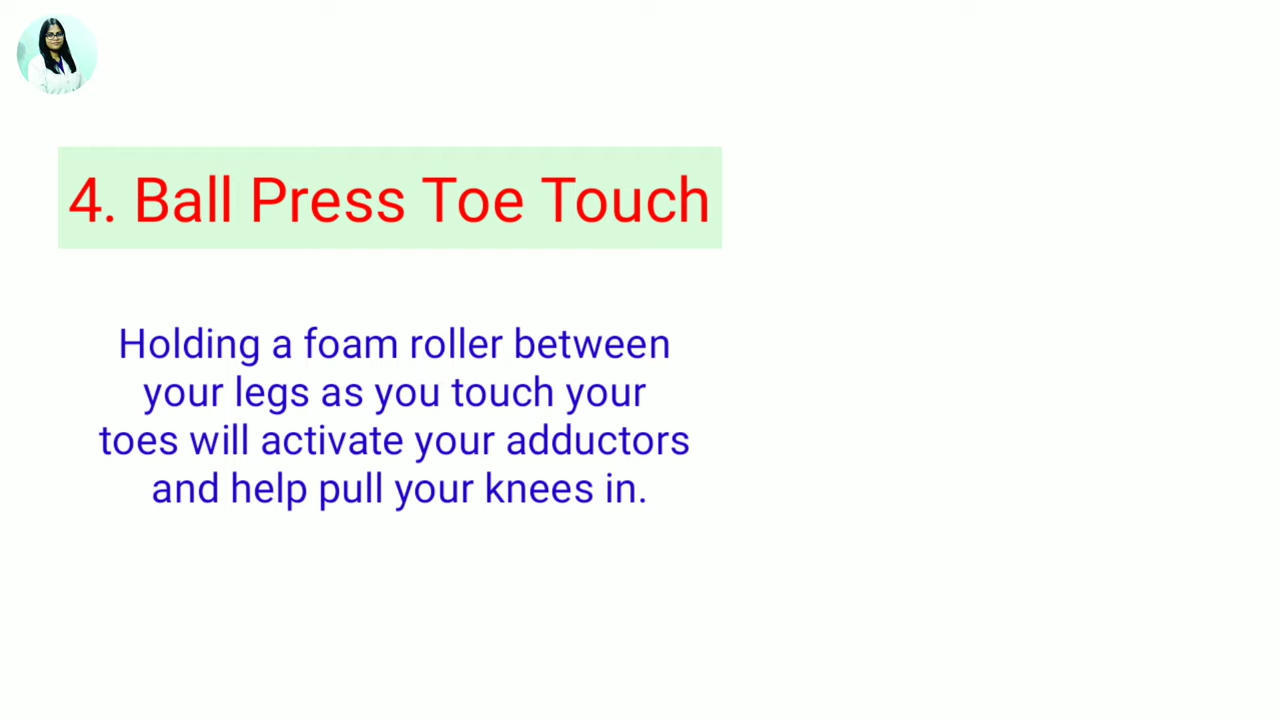 4. Ball Press Toe Touch
Holding a foam roller between
your legs as you touch your
toes will activate your adductors
and help pull your knees in.